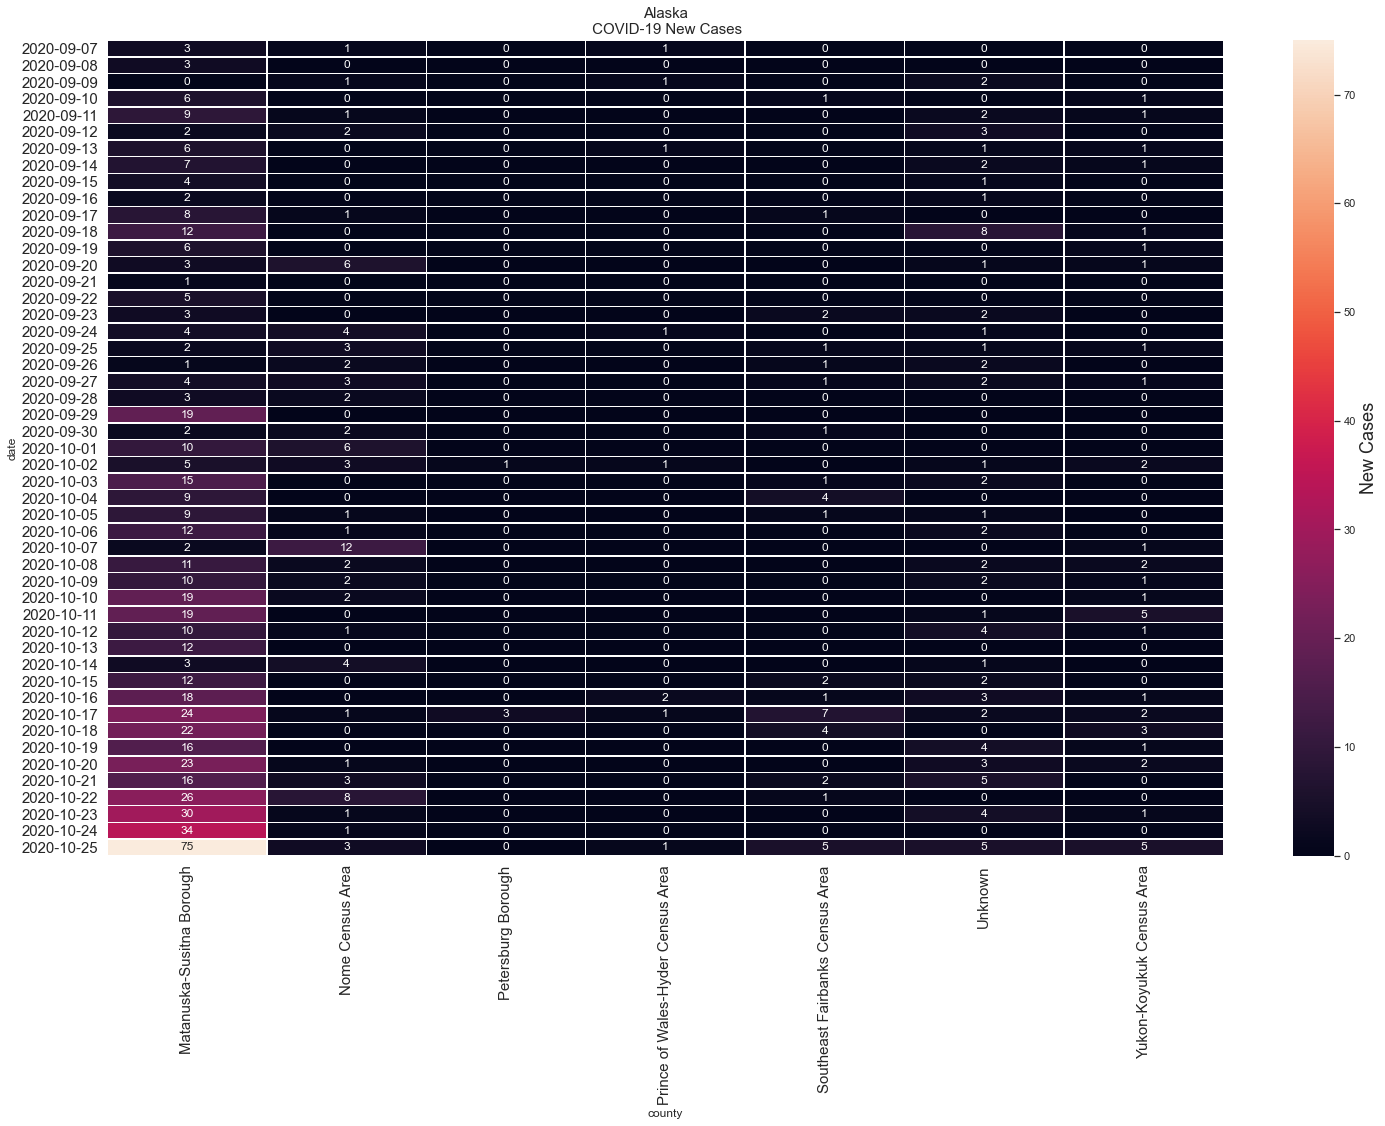 Alaska
COVID-19 New Cases
2020-09-07 3 1 0 1 0 0 0
2020-09-08 3 0 0 0 0 0 0
2020-09-09 0 1 0 1 0 2 0
2020-09-10 6 0 0 0 1 0 1
2020-09-11 9 1 0 0 0 2 1
2020-09-12 2 2 0 0 0 3 0
2020-09-13 6 0 0 1 0 1 1
2020-09-14 7 0 0 0 0 2 1
2020-09-15 4 0 0 0 0 1 0
2020-09-16 2 0 0 0 0 1 0
2020-09-17 8 1 0 0 1 0 0
2020-09-18 12 0 0 0 0 8 1
2020-09-19 6 0 0 0 0 0 1
2020-09-20 3 6 0 0 0 1 1
2020-09-21 1 0 0 0 0 0 0
2020-09-22 5 0 0 0 0 0 0
2020-09-23 3 0 0 0 2 2 0
2020-09-24 4 4 0 1 0 1 0
2020-09-25 2 3 0 0 1 1 1
2020-09-26 1 2 0 0 1 2 0
2020-09-27 4 3 0 0 1 2 1
2020-09-28 3 2 0 0 0 0 0
2020-09-29 19 0 0 0 0 0 0
2020-09-30 2 2 0 0 1 0 0
2020-10-01 10 6 0 0 0 0 0
2020-10-02 5 3 1 1 0 1 2
2020-10-03 15 0 0 0 1 2 0
2020-10-04 9 0 0 0 4 0 0
2020-10-05 9 1 0 0 1 1 0
2020-10-06 12 1 0 0 0 2 0
2020-10-07 2 12 0 0 0 0 1
2020-10-08 11 2 0 0 0 2 2
2020-10-09 10 2 0 0 0 2 1
2020-10-10 19 2 0 0 0 0 1
2020-10-11 19 0 0 0 0 1 5
2020-10-12 10 1 0 0 0 4 1
2020-10-13 12 0 0 0 0 0 0
2020-10-14 3 4 0 0 0 1 0
2020-10-15 12 0 0 0 2 2 0
2020-10-16 18 0 0 2 1 3 1
2020-10-17 24 1 3 1 7 2 2
2020-10-18 22 0 0 0 4 0 3
2020-10-19 16 0 0 0 0 4 1
2020-10-20 23 1 0 0 0 3 2
2020-10-21 16 3 0 0 2 5 0
2020-10-22 26 8 0 0 1 0 0
2020-10-23 30 1 0 0 0 4 1
2020-10-24 34 1 0 0 0 0 0
2020-10-25 75 3 0 1 5 5 5
date
Matanuska-Susitna Borough
Nome Census Area
Petersburg Borough
Prince of Wales-Hyder Census Area
Southeast Fairbanks Census Area
Unknown
Yukon-Koyukuk Census Area
county
70
60
50
40
30
20
10
0
New Cases